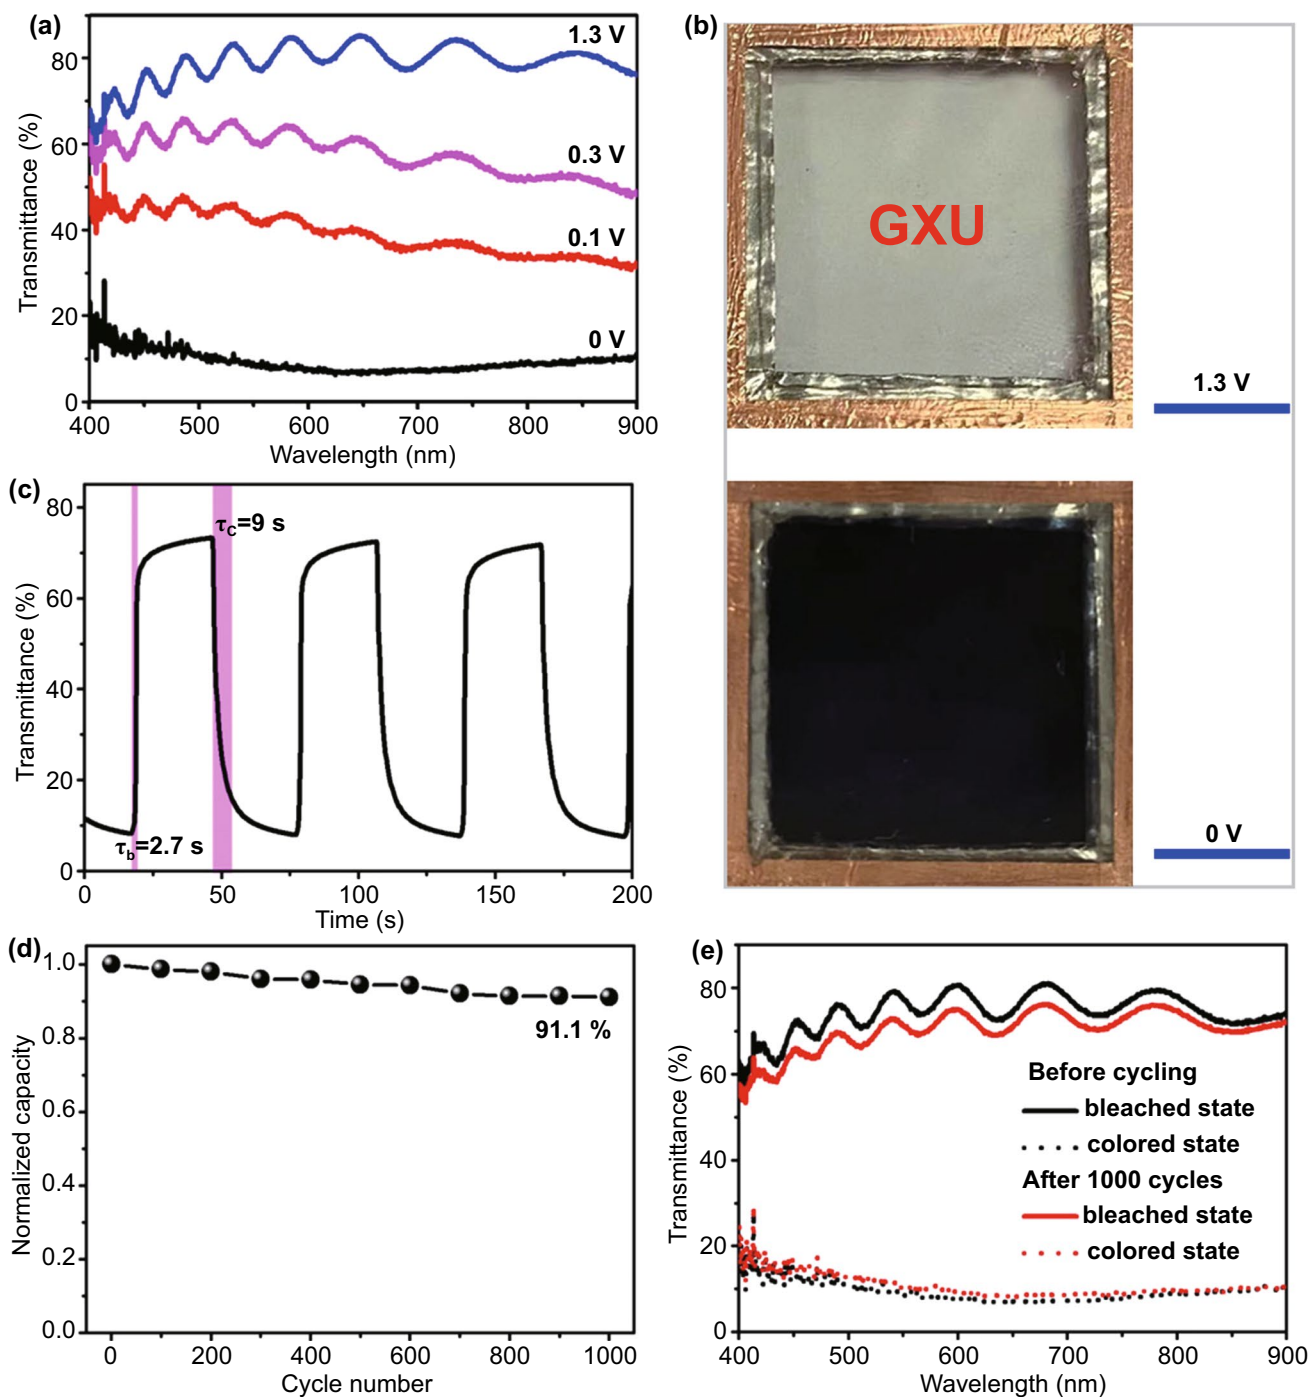 (a)
1.3 V
0.3 V
0.1 V
0 V
80
60
40
20
0
Transmittance (%)
400 500 600 700 800 900
Wavelength (nm)
(b)
GXU
1.3 V
0 V
(c)
τc=9 s
τb=2.7 s
80
60
40
20
0
Transmittance (%)
0 50 100 150 200
Time (s)
(d)
1.0
0.8
0.6
0.4
0.2
0.0
Normalized capacity
91.1 %
0 200 400 600 800 1000
Cycle number
(e)
80
60
40
20
0
Transmittance (%)
Before cycling
bleached state
colored state
After 1000 cycles
bleached state
colored state
400 500 600 700 800 900
Wavelength (nm)